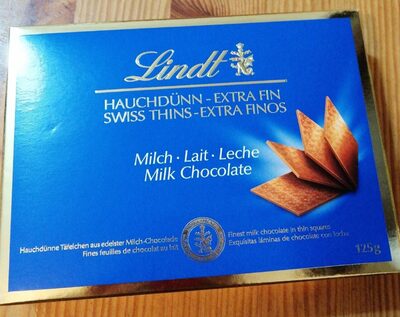 Lindt
HAUCHDÜNN - EXTRA FIN
SWISS THINS - EXTRA FINOS
Milch · Lait · Leche
Milk Chocolate
Hauchdünne Täfelchen aus edelster Milch-Chocolade
Fines feuilles de chocolat au lait
Finest milk chocolate in thin squares
Exquisitas láminas de chocolate con leche
125g